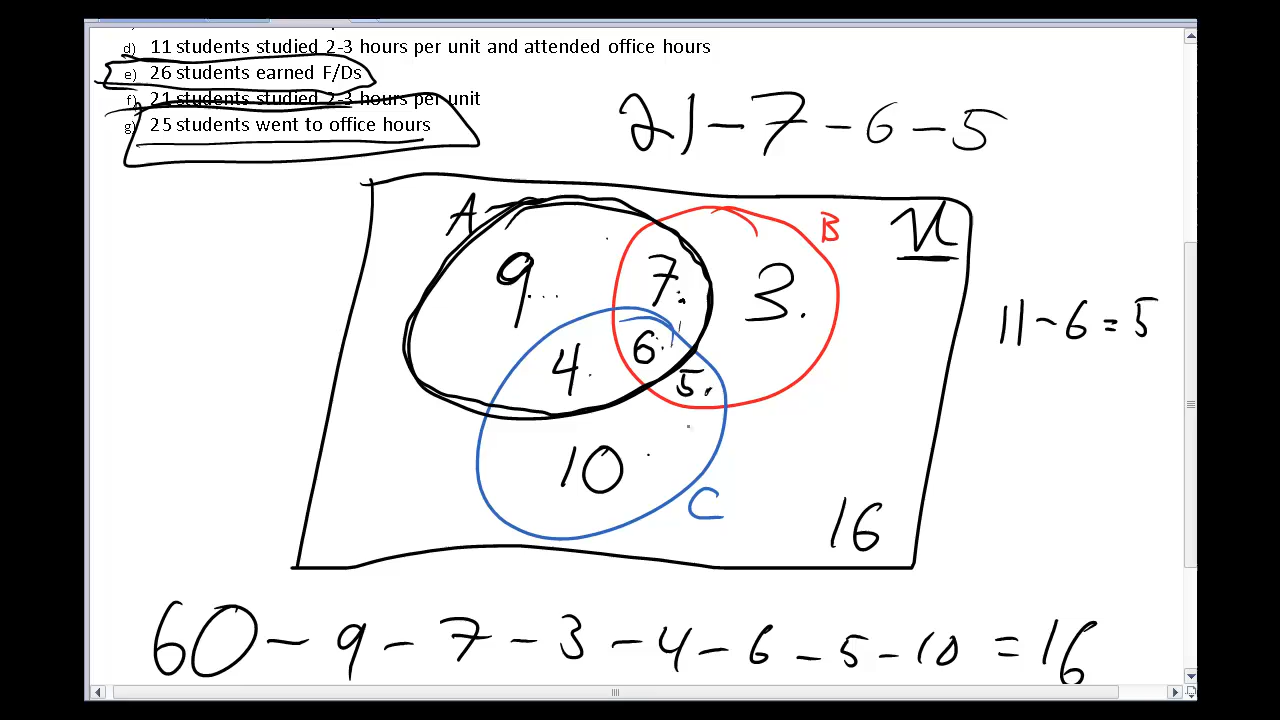 d) 11 students studied 2-3 hours per unit and attended office hours
e) 26 students earned F/Ds
f) 21 students studied 2-3 hours per unit
g) 25 students went to office hours
21-7-6-5
A
B
U
9
7
3
11-6=5
6
4
5
10
C
16
60-9-7-3-4-6-5-10=16